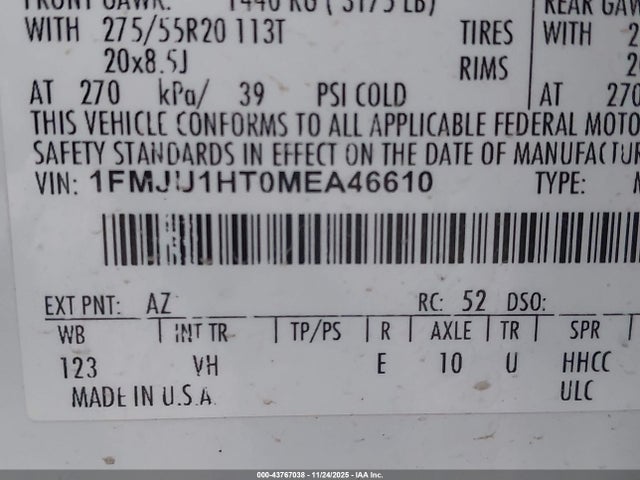 FRONT GAWR: 1440 KG ( 3175 LB) REAR GAW
WITH 275/55R20 113T TIRES WITH 2
20x8.5J RIMS 20
AT 270 kPa/ 39 PSI COLD AT 270
THIS VEHICLE CONFORMS TO ALL APPLICABLE FEDERAL MOTO
SAFETY STANDARDS IN EFFECT ON THE DATE OF MANUFACTUR
VIN: 1FMJU1HT0MEA46610 TYPE: M
EXT PNT: AZ RC: 52 DSO:
WB INT TR TP/PS R AXLE TR SPR
123 VH E 10 U HHCC
MADE IN U.S.A. ULC
000-43767038 - 11/24/2025 - IAA Inc.